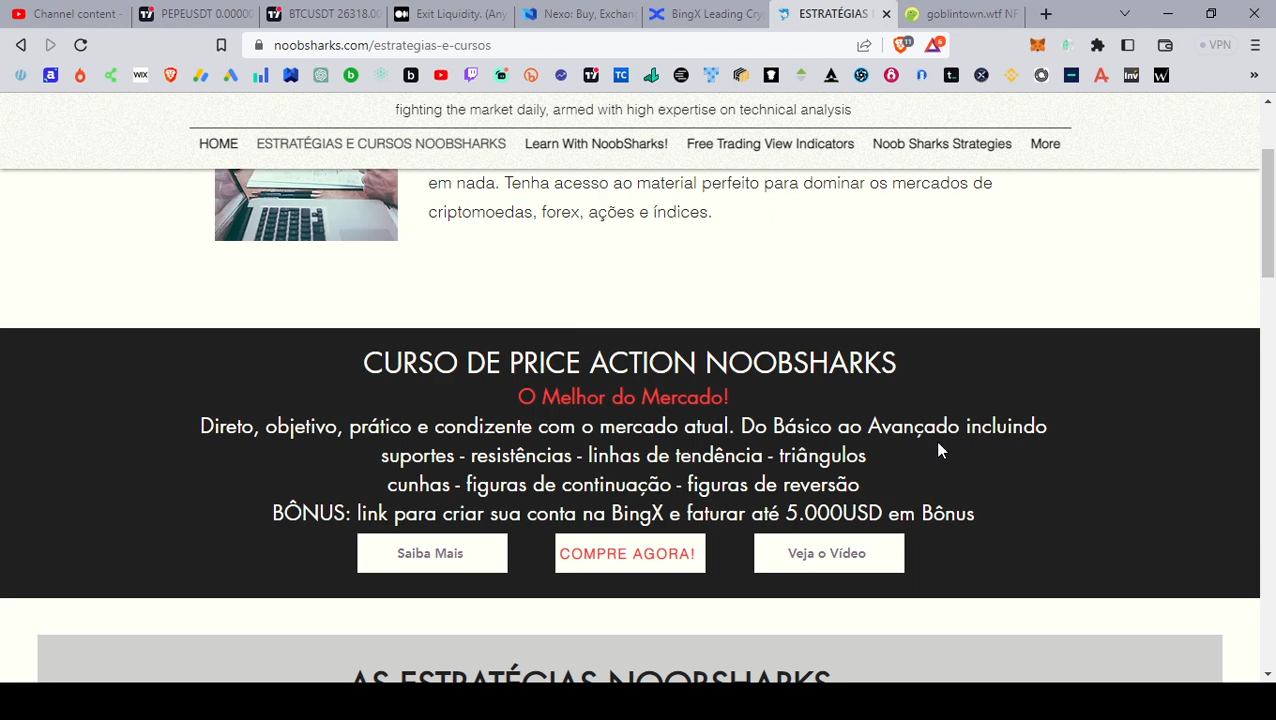 Channel content -
PEPEUSDT 0.00000
BTCUSDT 26318.00
Exit Liquidity. (Any
Nexo: Buy, Exchan
BingX Leading Cry
ESTRATÉGIAS
goblintown.wtf NF
noobsharks.com/estrategias-e-cursos
11
6
VPN
WIX
TC
Inv
W
fighting the market daily, armed with high expertise on technical analysis
HOME
ESTRATÉGIAS E CURSOS NOOBSHARKS
Learn With NoobSharks!
Free Trading View Indicators
Noob Sharks Strategies
More
em nada. Tenha acesso ao material perfeito para dominar os mercados de
criptomoedas, forex, ações e índices.
CURSO DE PRICE ACTION NOOBSHARKS
O Melhor do Mercado!
Direto, objetivo, prático e condizente com o mercado atual. Do Básico ao Avançado incluindo
suportes - resistências - linhas de tendência - triângulos
cunhas - figuras de continuação - figuras de reversão
BÔNUS: link para criar sua conta na BingX e faturar até 5.000USD em Bônus
Saiba Mais
COMPRE AGORA!
Veja o Vídeo